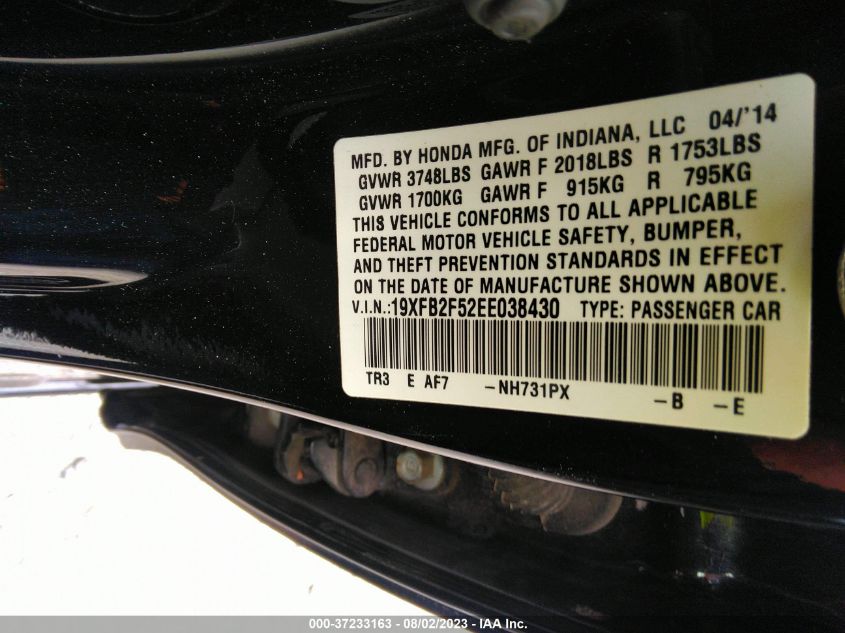 MFD. BY HONDA MFG. OF INDIANA, LLC 04/'14
GVWR 3748LBS GAWR F 2018LBS R 1753LBS
GVWR 1700KG GAWR F 915KG R 795KG
THIS VEHICLE CONFORMS TO ALL APPLICABLE
FEDERAL MOTOR VEHICLE SAFETY, BUMPER,
AND THEFT PREVENTION STANDARDS IN EFFECT
ON THE DATE OF MANUFACTURE SHOWN ABOVE.
V.I.N.:19XFB2F52EE038430 TYPE: PASSENGER CAR
TR3 E AF7 -NH731PX -B -E
000-37233163 - 08/02/2023 - IAA Inc.